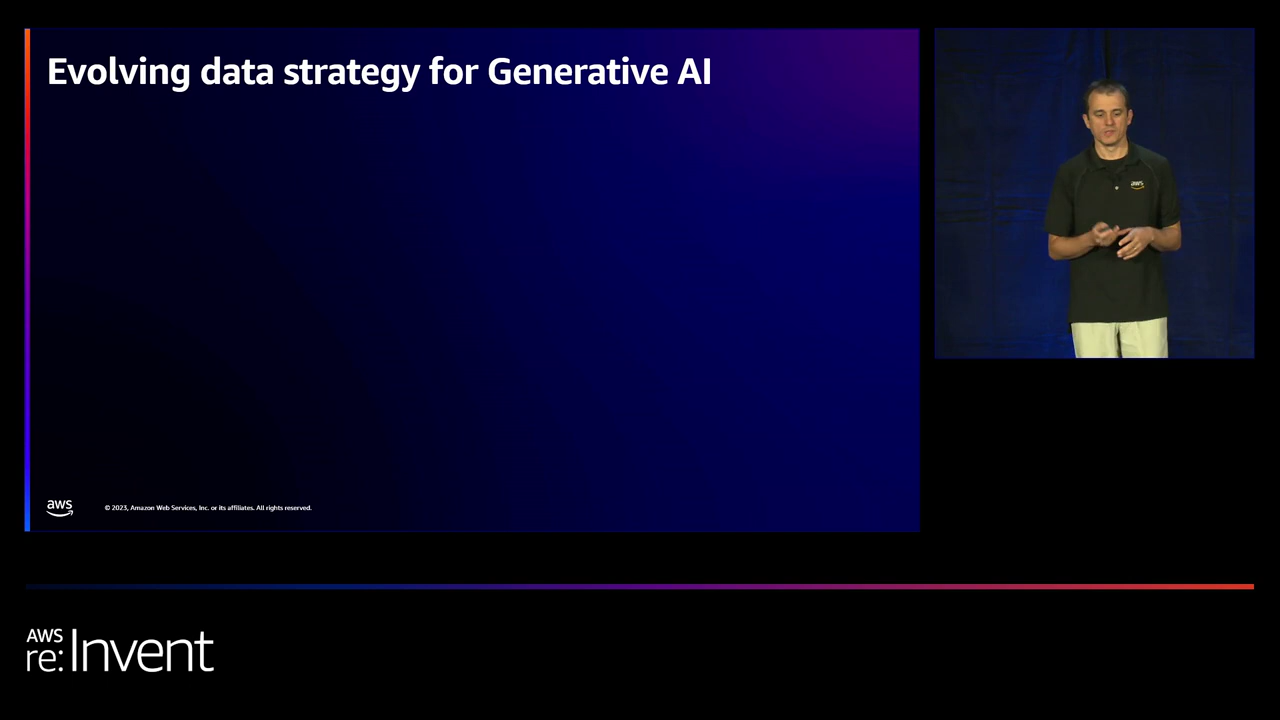 Evolving data strategy for Generative AI
aws
aws
© 2023, Amazon Web Services, Inc. or its affiliates. All rights reserved.
AWS
re:Invent